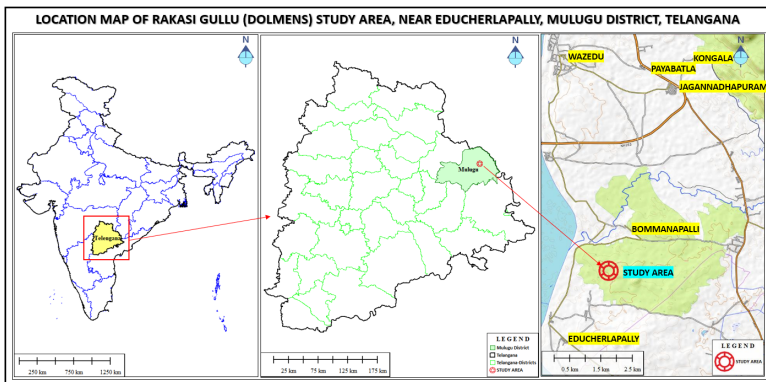 LOCATION MAP OF RAKASI GULLU (DOLMENS) STUDY AREA, NEAR EDUCHERLAPALLY, MULUGU DISTRICT, TELANGANA
N
Telangana
250 km 750 km 1250 km
N
Mulugu
LEGEND
Mulugu District
Telangana
Telangana-Districts
STUDY AREA
25 km 75 km 125 km 175 km
N
WAZEDU
KONGALA
PAYABATLA
JAGANNADHAPURAM
BOMMANAPALLI
STUDY AREA
EDUCHERLAPALLY
0.5 km 1.5 km 2.5 km
LEGEND
STUDY AREA